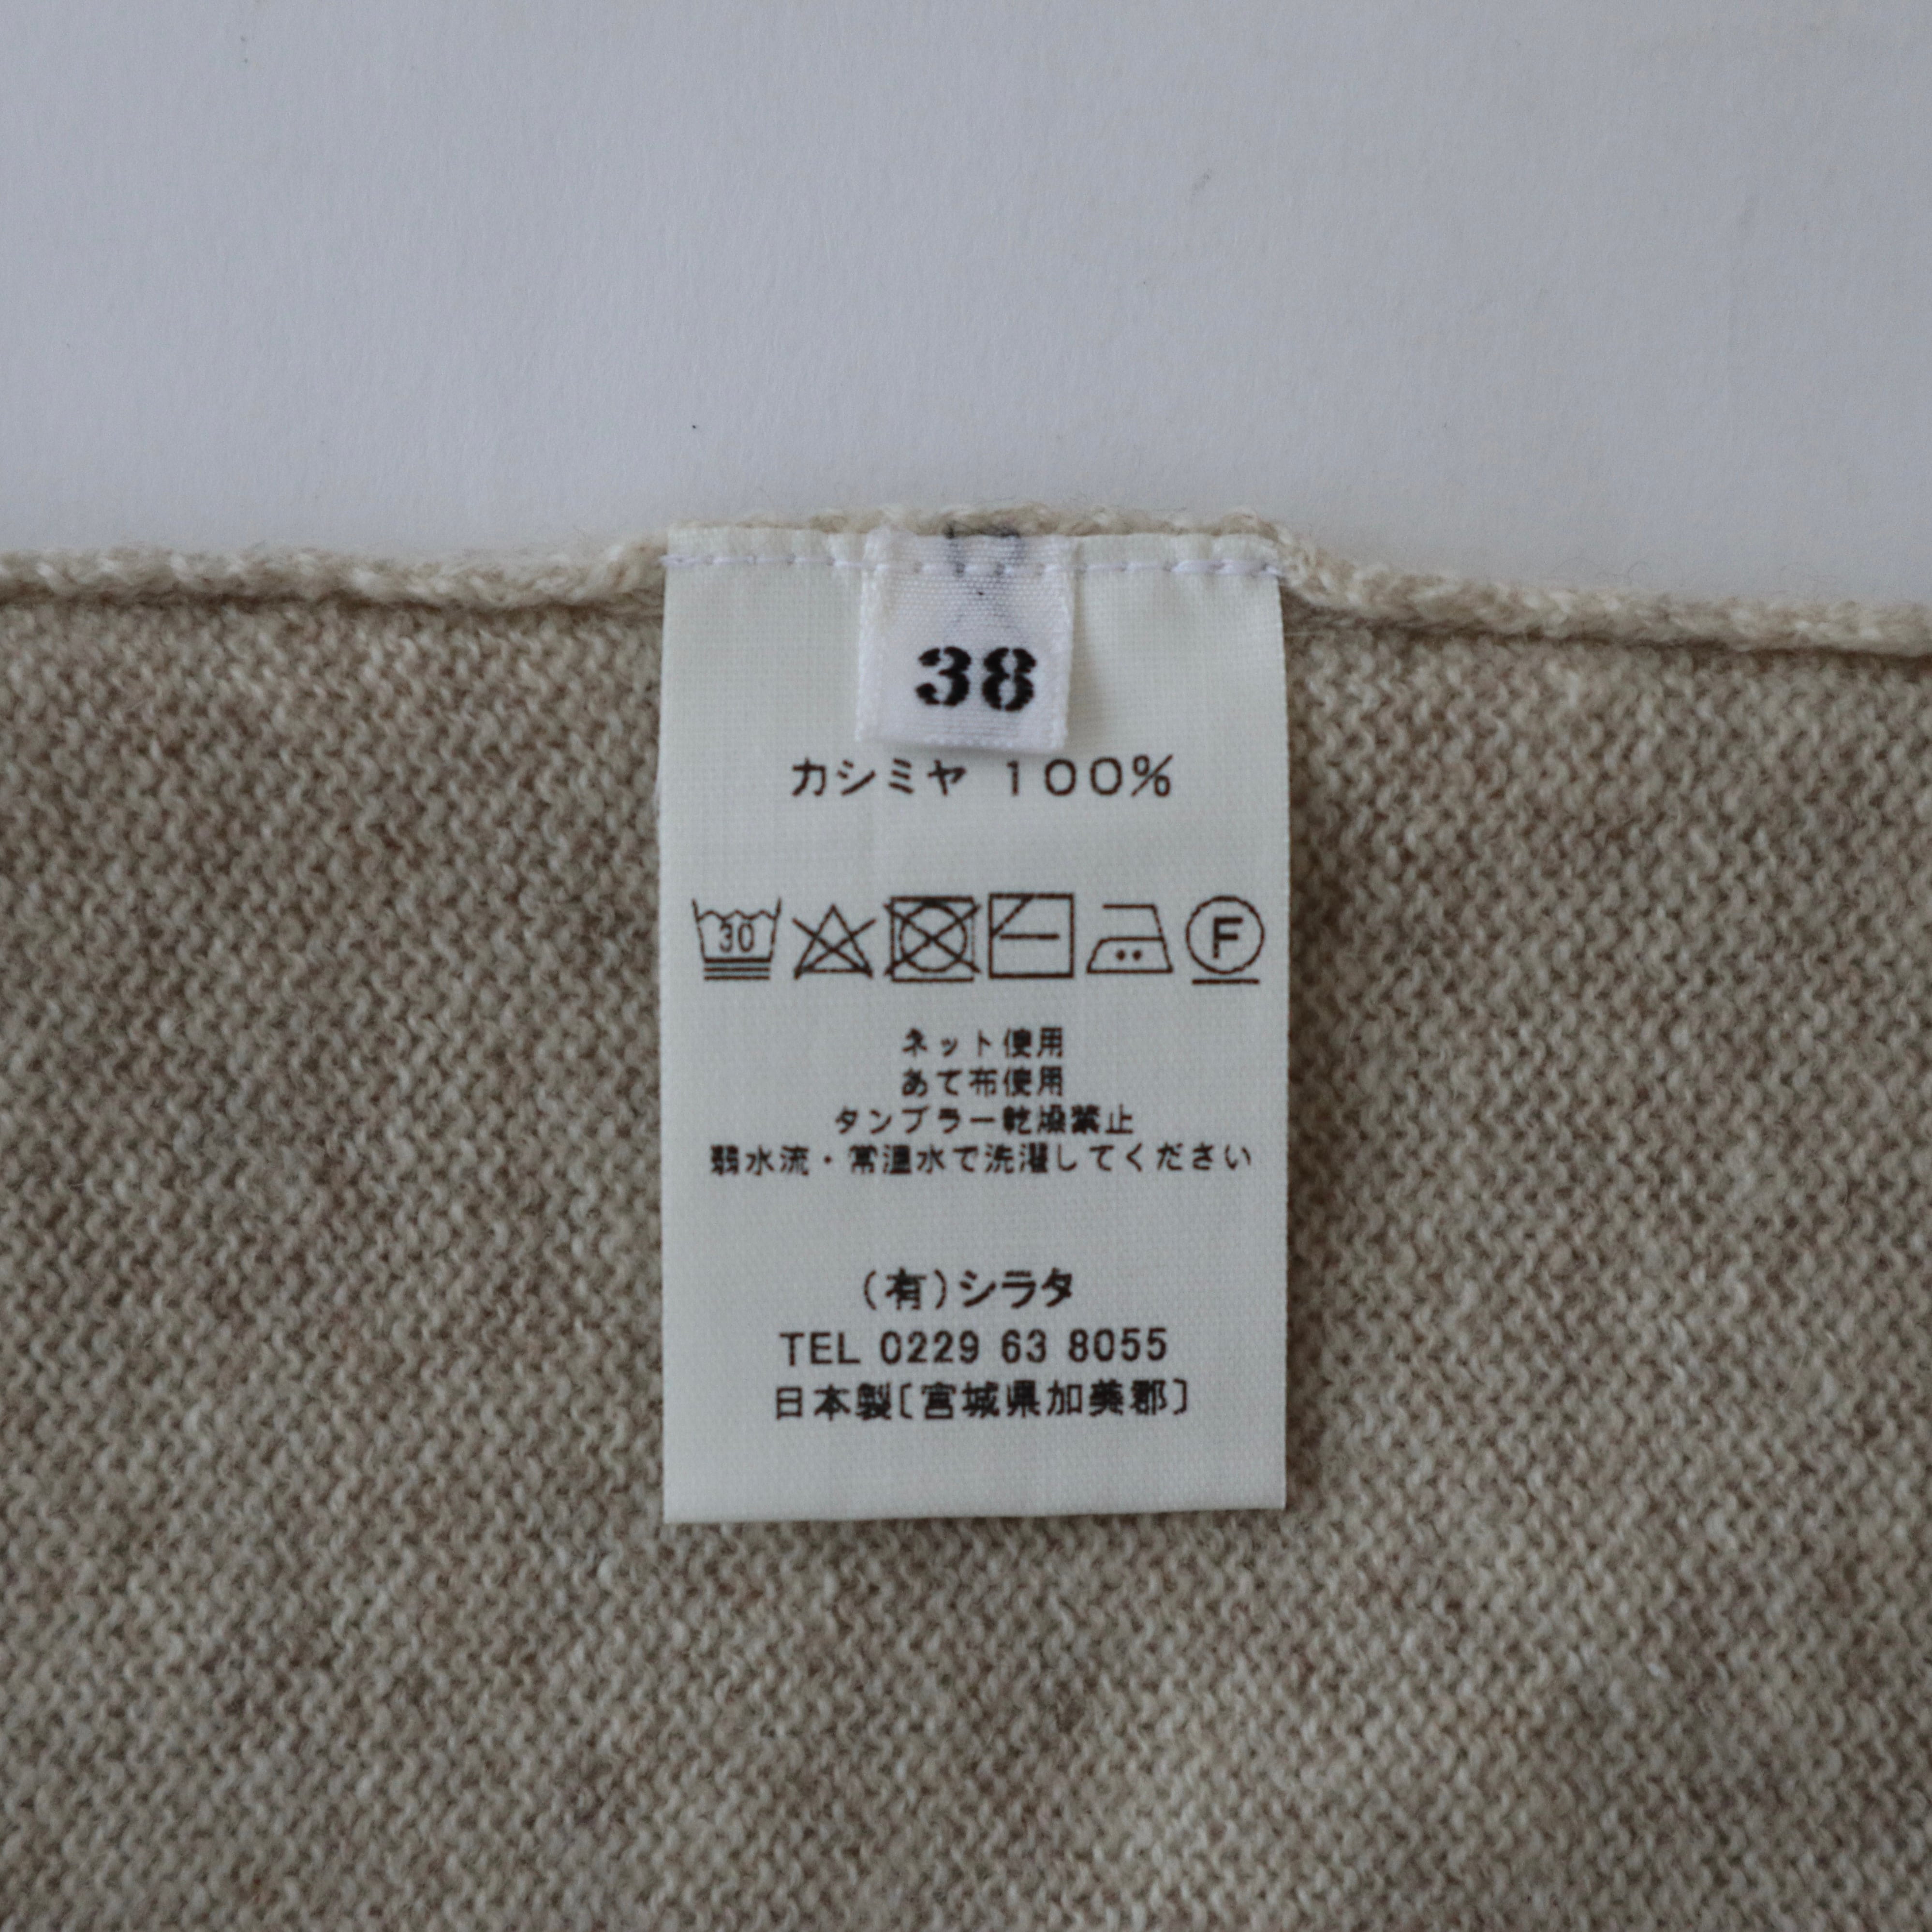 38
カシミヤ 100%
30
F
ネット使用
あて布使用
タンブラー乾燥禁止
弱水流・常温水で洗濯してください
(有)シラタ
TEL 0229 63 8055
日本製[宮城県加美郡]